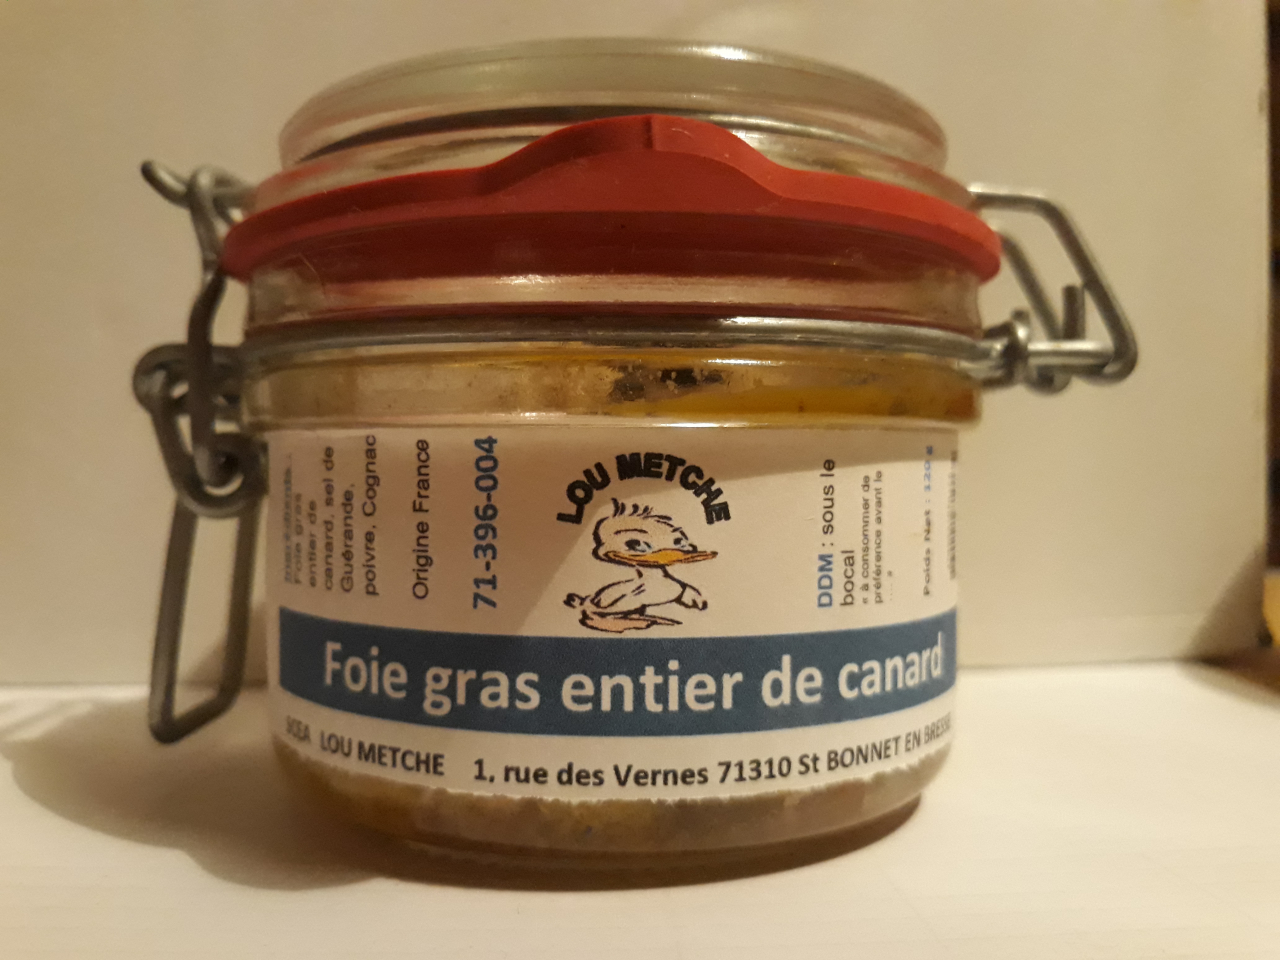 Foie gras
entier de
canard, sel de
Guérande,
poivre, Cognac
Origine France
71-396-004
LOU METCHE
DDM : sous le
bocal
« à consommer de
préférence avant le
.... »
Poids Net : 120g
Foie gras entier de canard
SCEA LOU METCHE 1, rue des Vernes 71310 St BONNET EN BRESSE